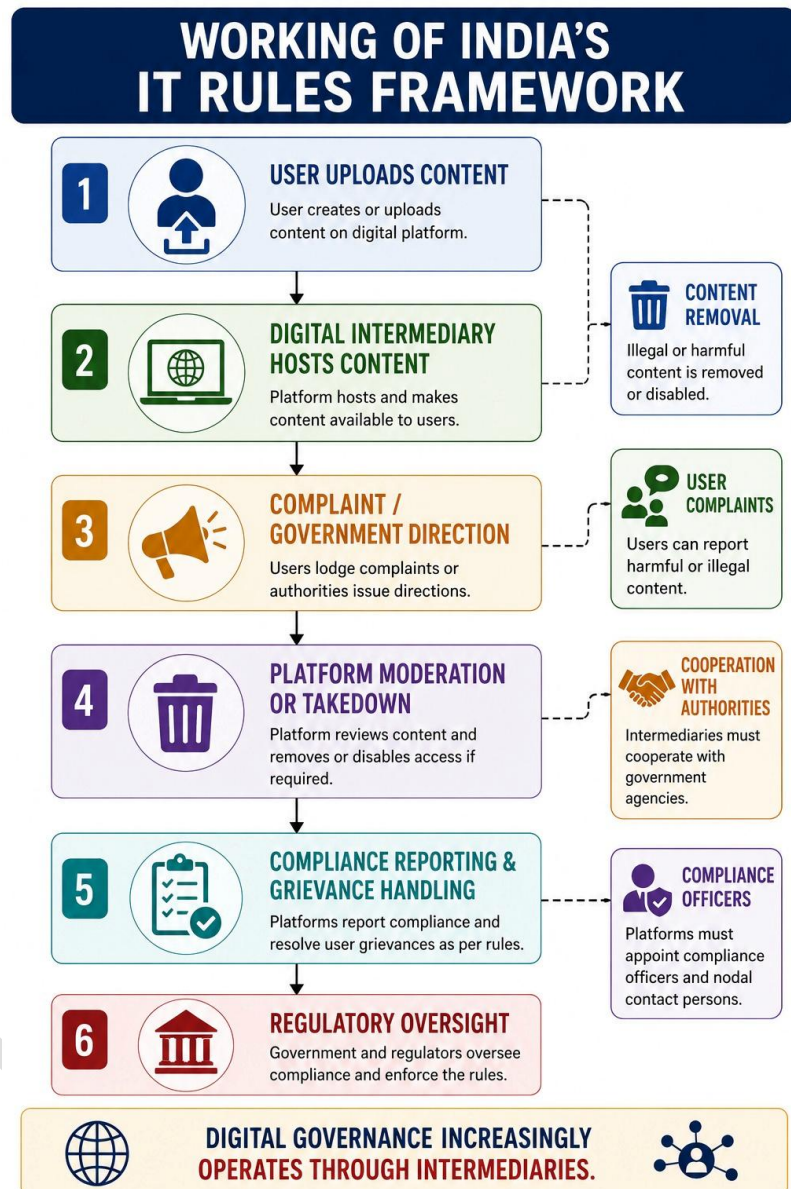 WORKING OF INDIA'S
IT RULES FRAMEWORK
1
USER UPLOADS CONTENT
User creates or uploads
content on digital platform.
CONTENT
REMOVAL
Illegal or harmful
content is removed
or disabled.
2
DIGITAL INTERMEDIARY
HOSTS CONTENT
Platform hosts and makes
content available to users.
3
COMPLAINT /
GOVERNMENT DIRECTION
Users lodge complaints or
authorities issue directions.
USER
COMPLAINTS
Users can report
harmful or illegal
content.
4
PLATFORM MODERATION
OR TAKEDOWN
Platform reviews content and
removes or disables access if
required.
COOPERATION
WITH
AUTHORITIES
Intermediaries must
cooperate with
government
agencies.
5
COMPLIANCE REPORTING &
GRIEVANCE HANDLING
Platforms report compliance and
resolve user grievances as per rules.
COMPLIANCE
OFFICERS
Platforms must
appoint compliance
officers and nodal
contact persons.
6
REGULATORY OVERSIGHT
Government and regulators oversee
compliance and enforce the rules.
DIGITAL GOVERNANCE INCREASINGLY
OPERATES THROUGH INTERMEDIARIES.